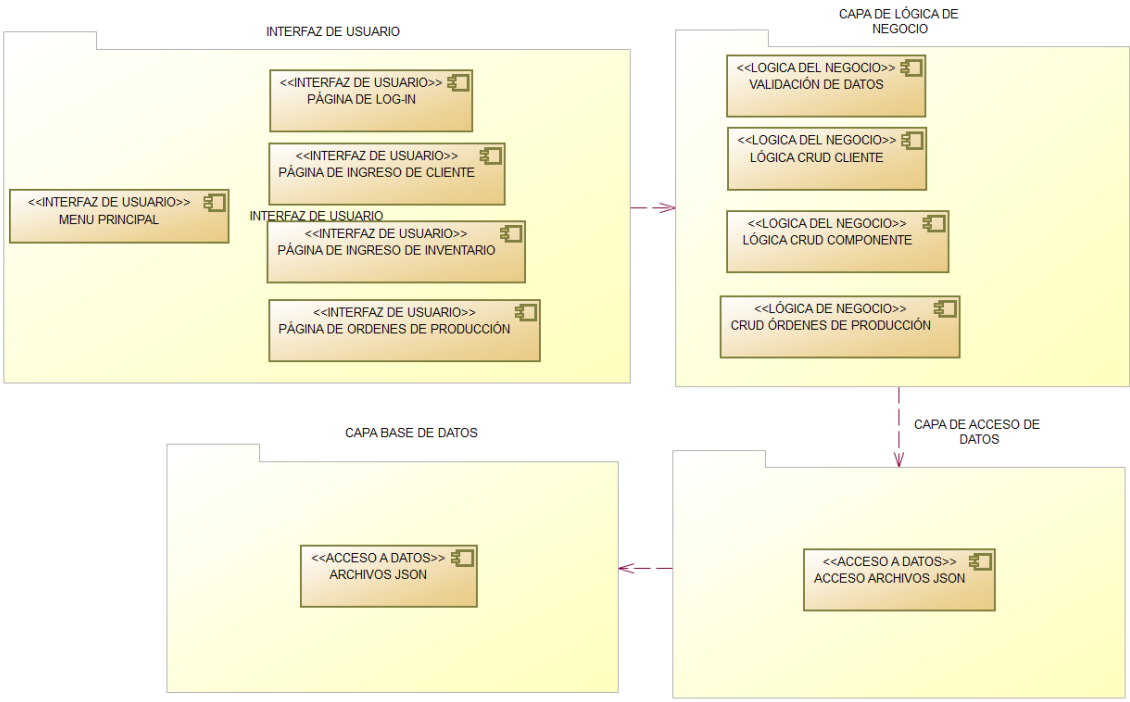 INTERFAZ DE USUARIO
<<INTERFAZ DE USUARIO>>
PÁGINA DE LOG-IN
<<INTERFAZ DE USUARIO>>
PÁGINA DE INGRESO DE CLIENTE
<<INTERFAZ DE USUARIO>>
MENU PRINCIPAL
INTERFAZ DE USUARIO
<<INTERFAZ DE USUARIO>>
PÁGINA DE INGRESO DE INVENTARIO
<<INTERFAZ DE USUARIO>>
PÁGINA DE ORDENES DE PRODUCCIÓN
CAPA DE LÓGICA DE
NEGOCIO
<<LOGICA DEL NEGOCIO>>
VALIDACIÓN DE DATOS
<<LOGICA DEL NEGOCIO>>
LÓGICA CRUD CLIENTE
<<LOGICA DEL NEGOCIO>>
LÓGICA CRUD COMPONENTE
<<LÓGICA DE NEGOCIO>>
CRUD ÓRDENES DE PRODUCCIÓN
CAPA BASE DE DATOS
<<ACCESO A DATOS>>
ARCHIVOS JSON
CAPA DE ACCESO DE
DATOS
<<ACCESO A DATOS>>
ACCESO ARCHIVOS JSON